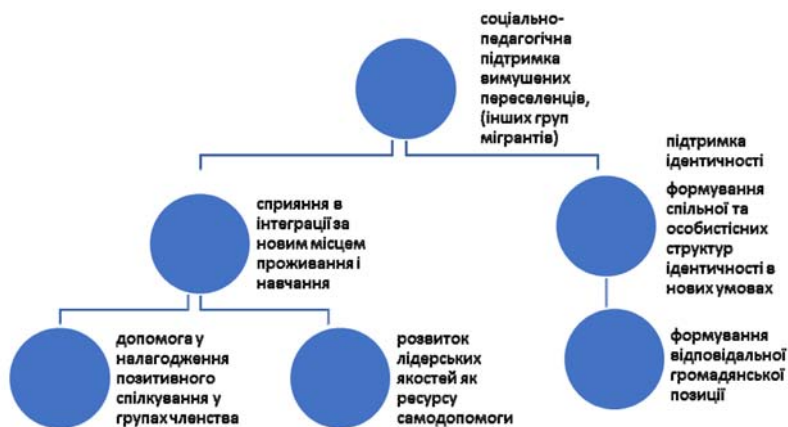 соціально-
педагогічна
підтримка
вимушених
переселенців,
(інших груп
мігрантів)
сприяння в
інтеграції за
новим місцем
проживання і
навчання
підтримка
ідентичності
формування
спільної та
особистісних
структур
ідентичності в
нових умовах
допомога у
налагодження
позитивного
спілкування у
групах членства
розвиток
лідерських
якостей як
ресурсу
самодопомоги
формування
відповідальної
громадянської
позиції